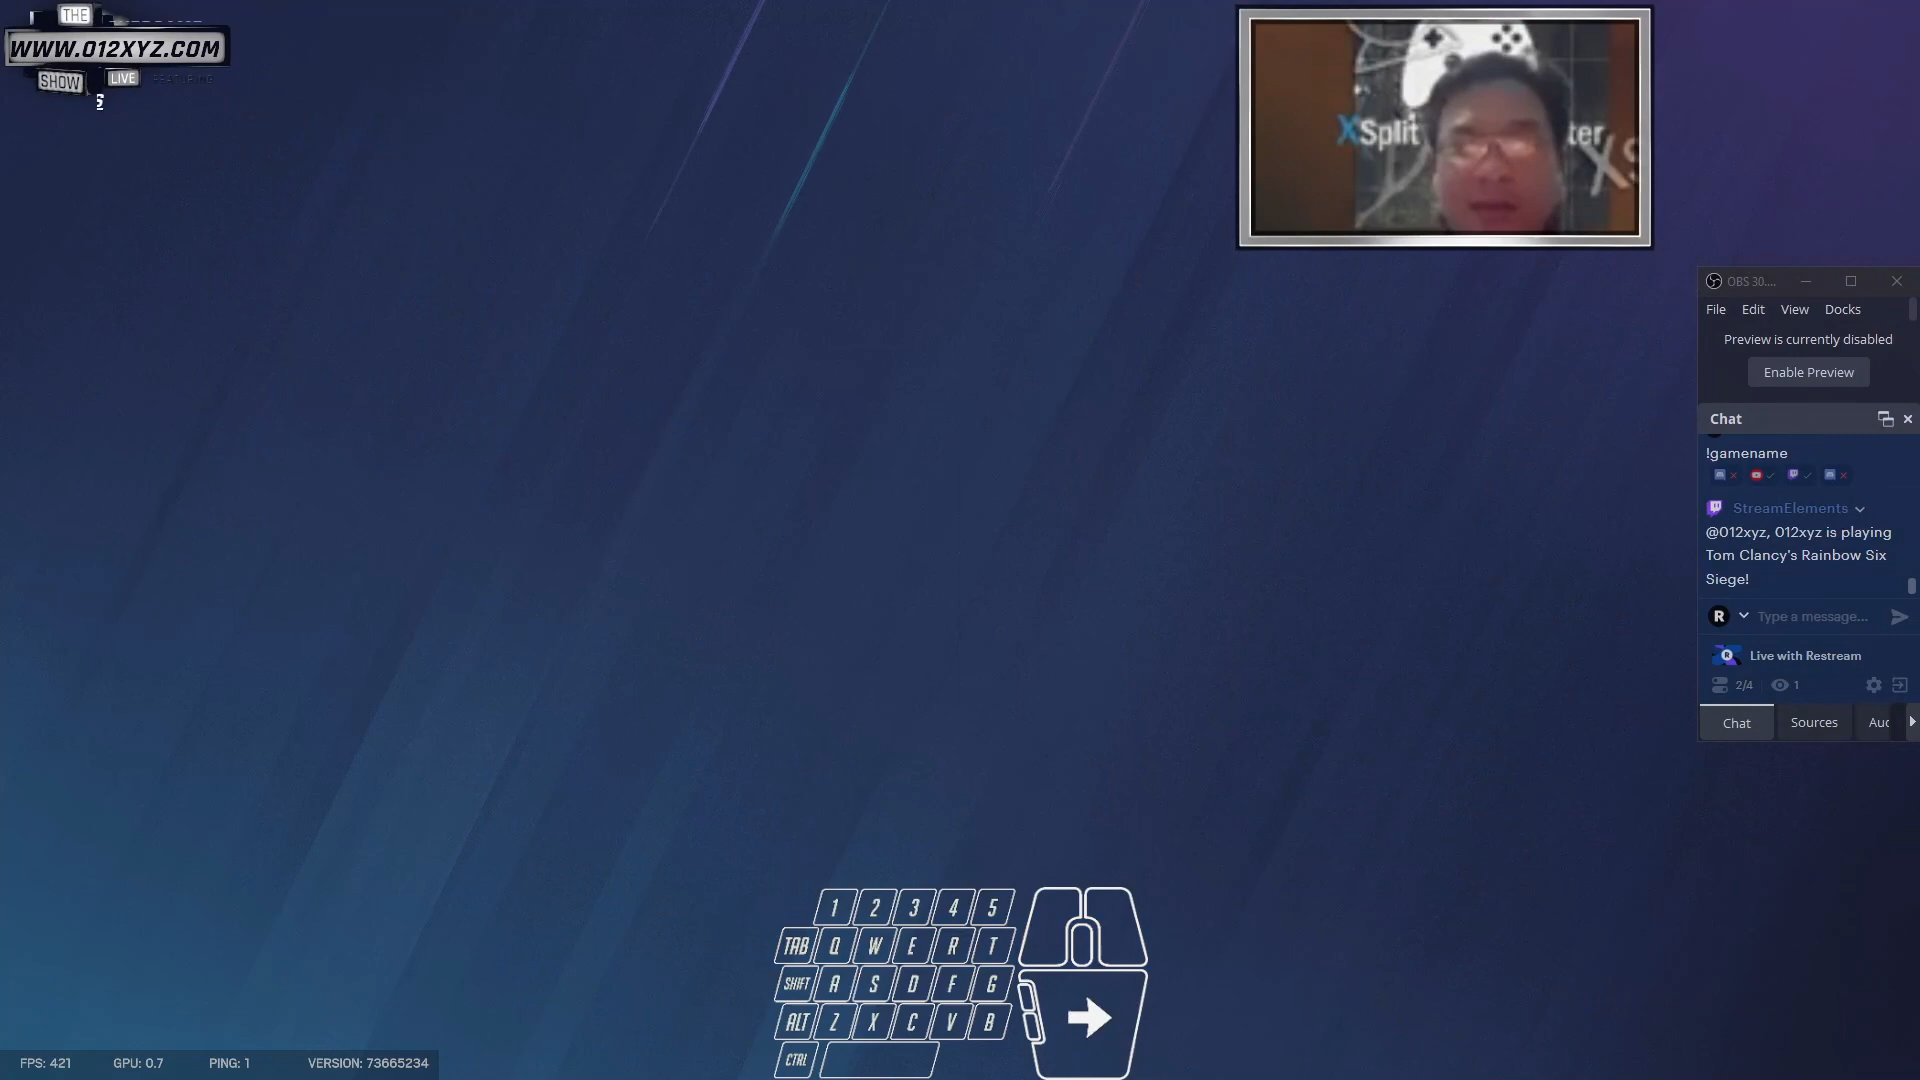 THE
WWW.012XYZ.COM
SHOW
LIVE
FEATURING
XSplit
ter
XS
OBS 30....
File Edit View Docks
Preview is currently disabled
Enable Preview
Chat
!gamename
StreamElements
@012xyz, 012xyz is playing
Tom Clancy's Rainbow Six
Siege!
R
Type a message...
R
Live with Restream
2/4
1
Chat Sources Auc
1 2 3 4 5
TAB Q W E R T
SHIFT A S D F G
ALT Z X C V B
CTRL
FPS: 421 GPU: 0.7 PING: 1 VERSION: 73665234